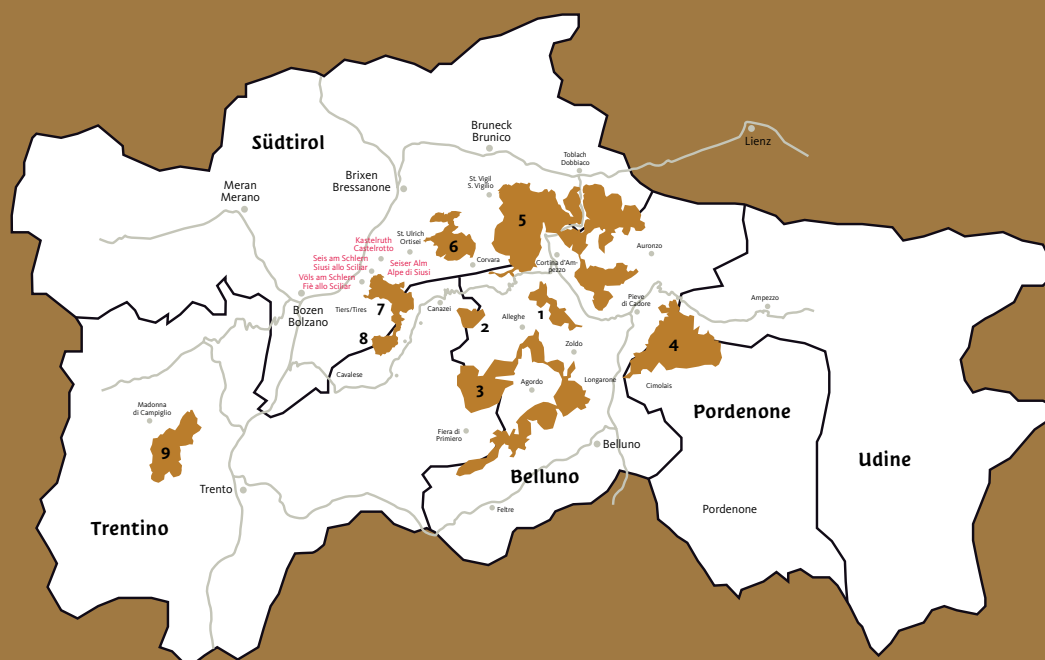 Südtirol
Bruneck
Brunico
Lienz
Toblach
Dobbiaco
Brixen
Bressanone
Meran
Merano
St. Vigil
S. Vigilio
5
Kastelruth
Castelrotto
St. Ulrich
Ortisei
6
Auronzo
Seis am Schlern
Siusi allo Sciliar
Seiser Alm
Alpe di Siusi
Corvara
Cortina d'Am-
pezzo
Völs am Schlern
Fiè allo Sciliar
Pieve
di Cadore
Ampezzo
Bozen
Bolzano
Tiers/Tires
7
Canazei
Alleghe
1
2
8
Zoldo
4
Cavalese
3
Agordo
Longarone
Cimolais
Madonna
di Campiglio
Pordenone
Fiera di
Primiero
Belluno
9
Udine
Belluno
Trento
Feltre
Pordenone
Trentino